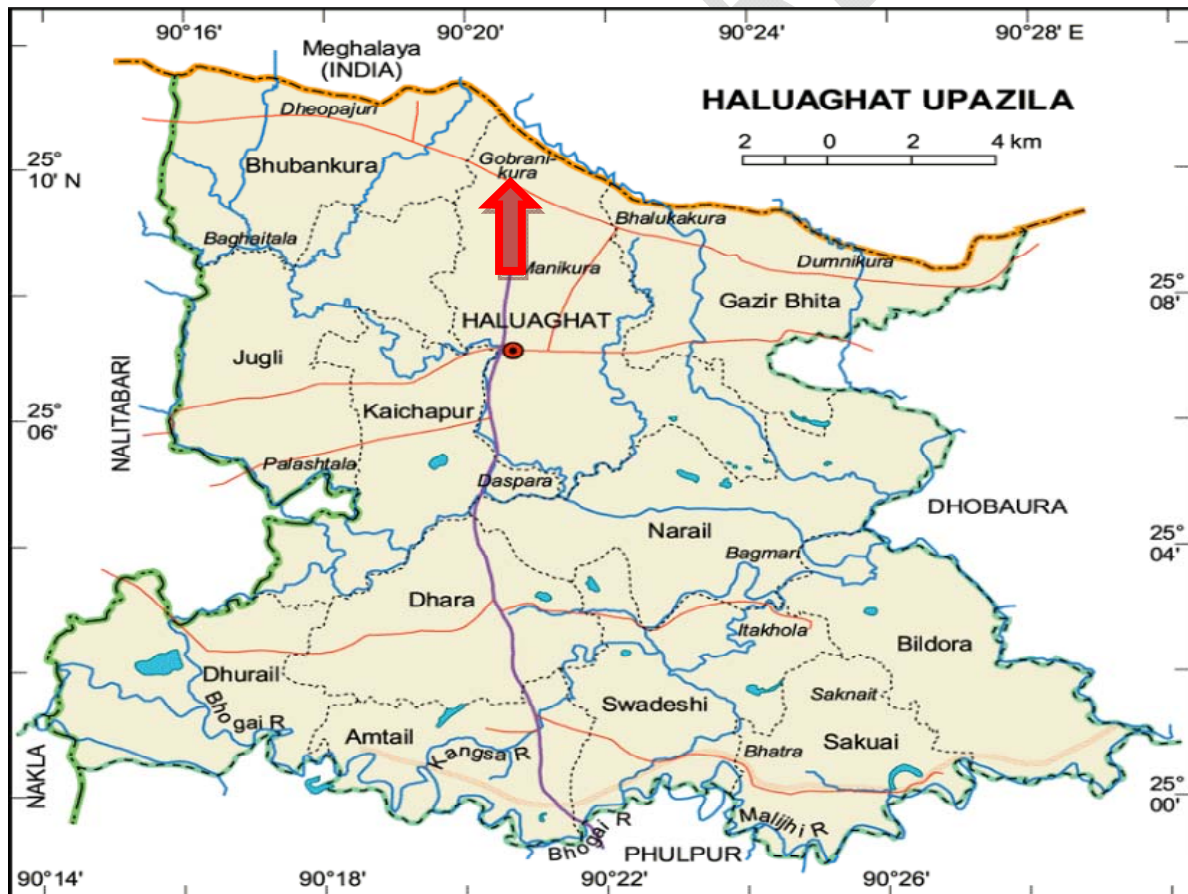 90°16'
90°20'
90°24'
90°28' E
Meghalaya
(INDIA)
HALUAGHAT UPAZILA
2 0 2 4 km
Dheopajuri
Bhubankura
Gobrani-
kura
25°
10' N
Baghaitala
Bhalukakura
Manikura
Dumnikura
25°
08'
Gazir Bhita
HALUAGHAT
Jugli
Kaichapur
NALITABARI
25°
06'
Palashtala
Daspara
DHOBAURA
Narail
Bagmari
25°
04'
Dhara
Itakhola
Bildora
Dhurail
Saknait
Swadeshi
Bhogai R
Amtail
Kangsa R
Bhatra
Sakuai
NAKLA
25°
00'
Malijhi R
Bhogai R
PHULPUR
90°14'
90°18'
90°22'
90°26'